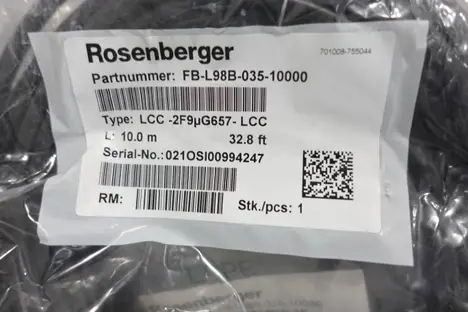 Rosenberger
701009-755044
Partnummer: FB-L98B-035-10000
Type: LCC -2F9µG657- LCC
L: 10.0 m 32.8 ft
Serial-No.:021OSI00994247
RM:
Stk./pcs: 1